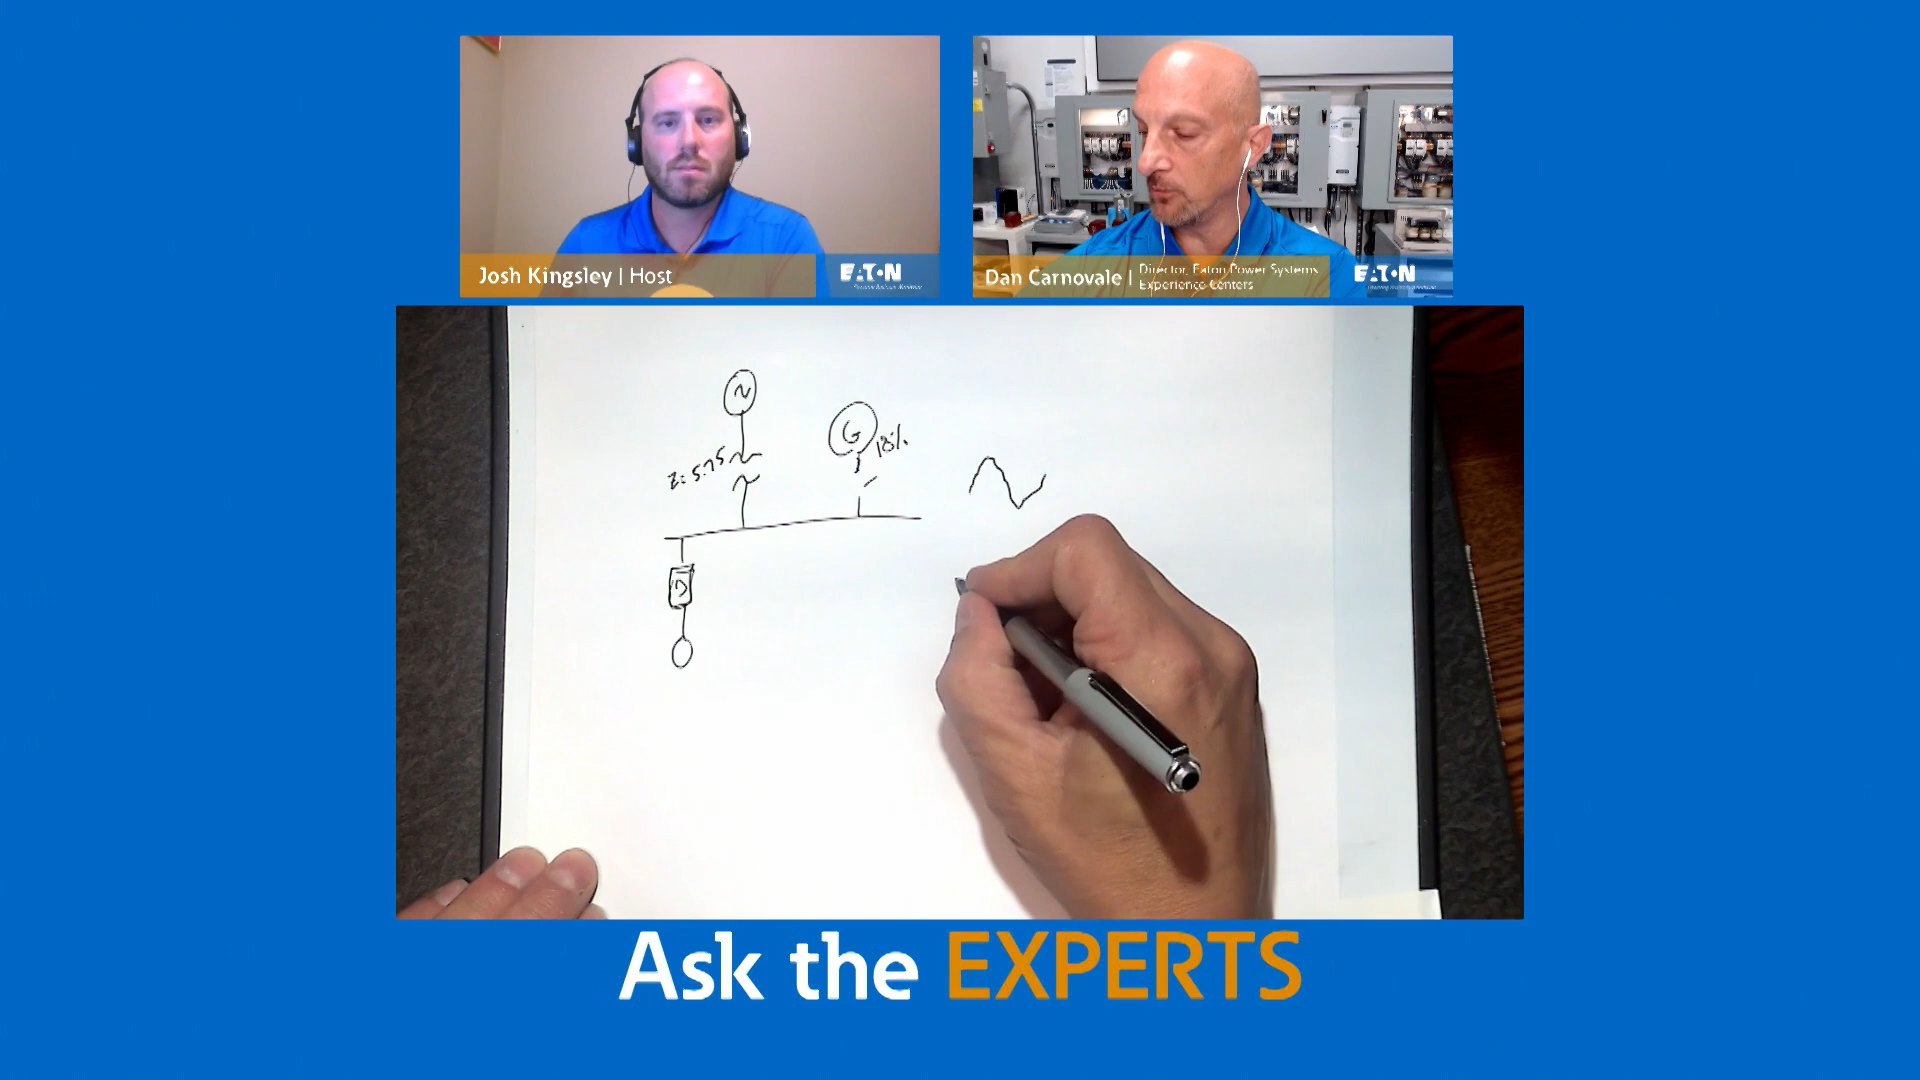 Josh Kingsley | Host
EATON
Dan Carnovale |
Director, Eaton Power Systems
Experience Centers
EATON
G
18%
Z: 5.75
D
Ask the EXPERTS